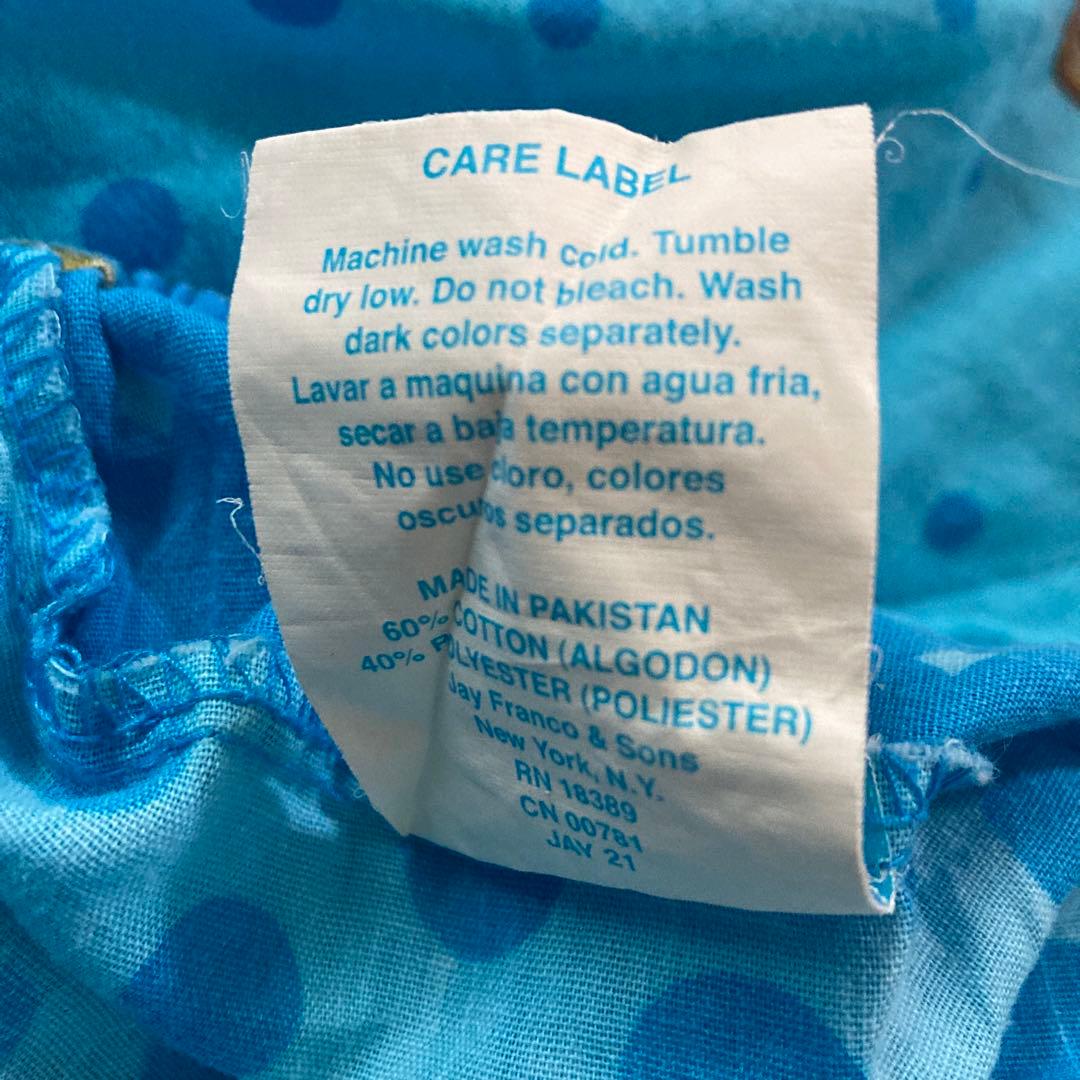 CARE LABEL
Machine wash cold. Tumble
dry low. Do not bleach. Wash
dark colors separately.
Lavar a maquina con agua fria,
secar a baja temperatura.
No use cloro, colores
oscuros separados.
MADE IN PAKISTAN
60% COTTON (ALGODON)
40% POLYESTER (POLIESTER)
Jay Franco & Sons
New York, N.Y.
RN 18389
CN 00781
JAY 21